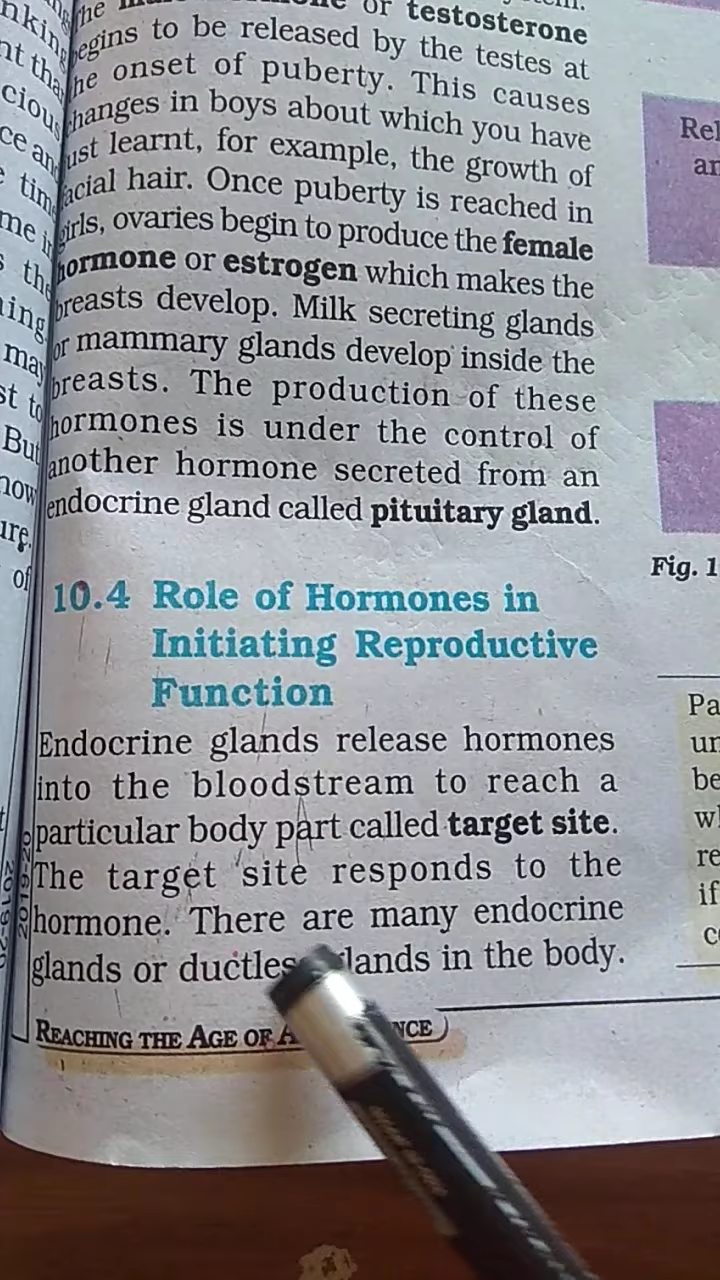 The or testosterone
begins to be released by the testes at
the onset of puberty. This causes
changes in boys about which you have
just learnt, for example, the growth of
facial hair. Once puberty is reached in
girls, ovaries begin to produce the female
hormone or estrogen which makes the
breasts develop. Milk secreting glands
or mammary glands develop inside the
breasts. The production of these
hormones is under the control of
another hormone secreted from an
endocrine gland called pituitary gland.
10.4 Role of Hormones in
Initiating Reproductive
Function
Endocrine glands release hormones
into the bloodstream to reach a
particular body part called target site.
The target site responds to the
hormone. There are many endocrine
glands or ductless glands in the body.
REACHING THE AGE OF
2019-20
Fig. 1